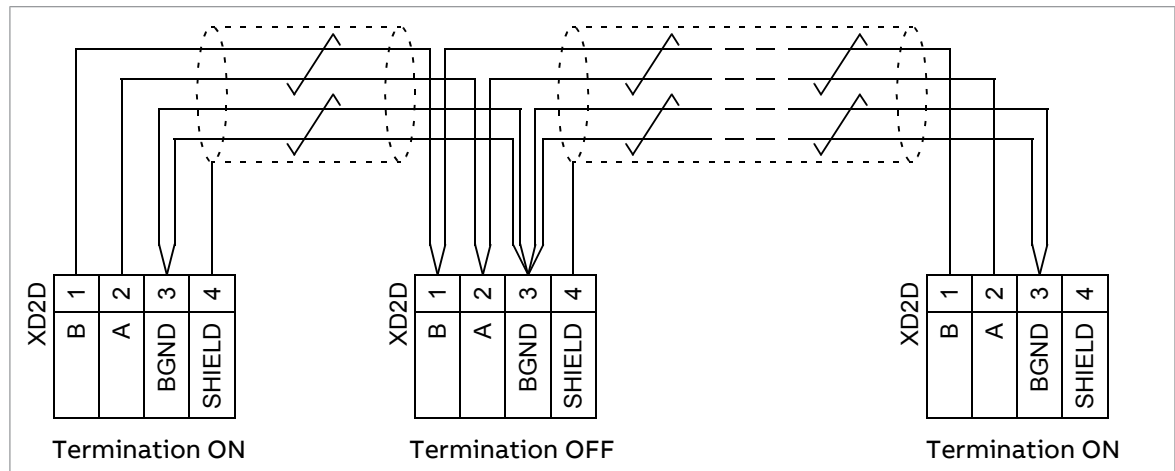 XD2D
1 2 3 4
B A BGND SHIELD
XD2D
1 2 3 4
B A BGND SHIELD
XD2D
1 2 3 4
B A BGND SHIELD
Termination ON
Termination OFF
Termination ON